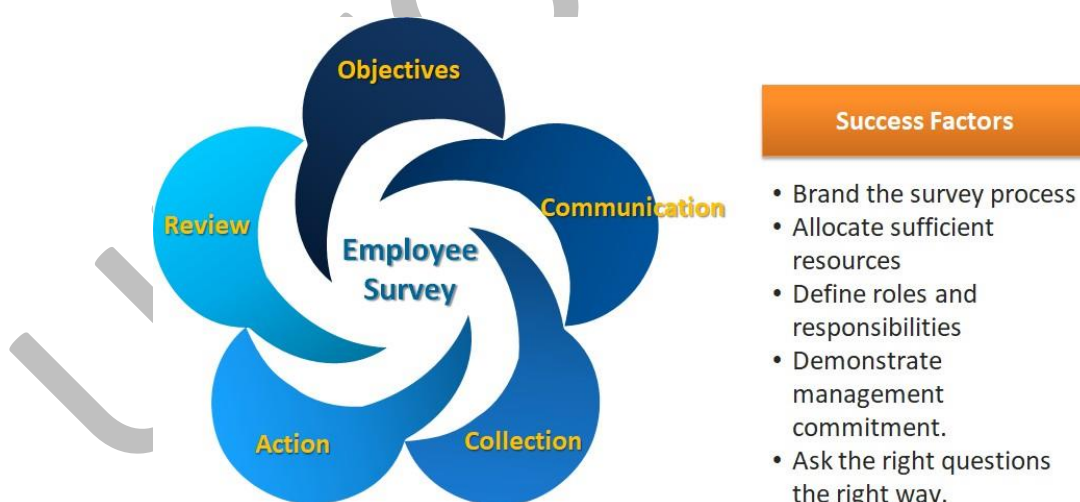 Objectives
Communication
Review
Employee
Survey
Action
Collection
Success Factors
• Brand the survey process
• Allocate sufficient
resources
• Define roles and
responsibilities
• Demonstrate
management
commitment.
• Ask the right questions
the right way.